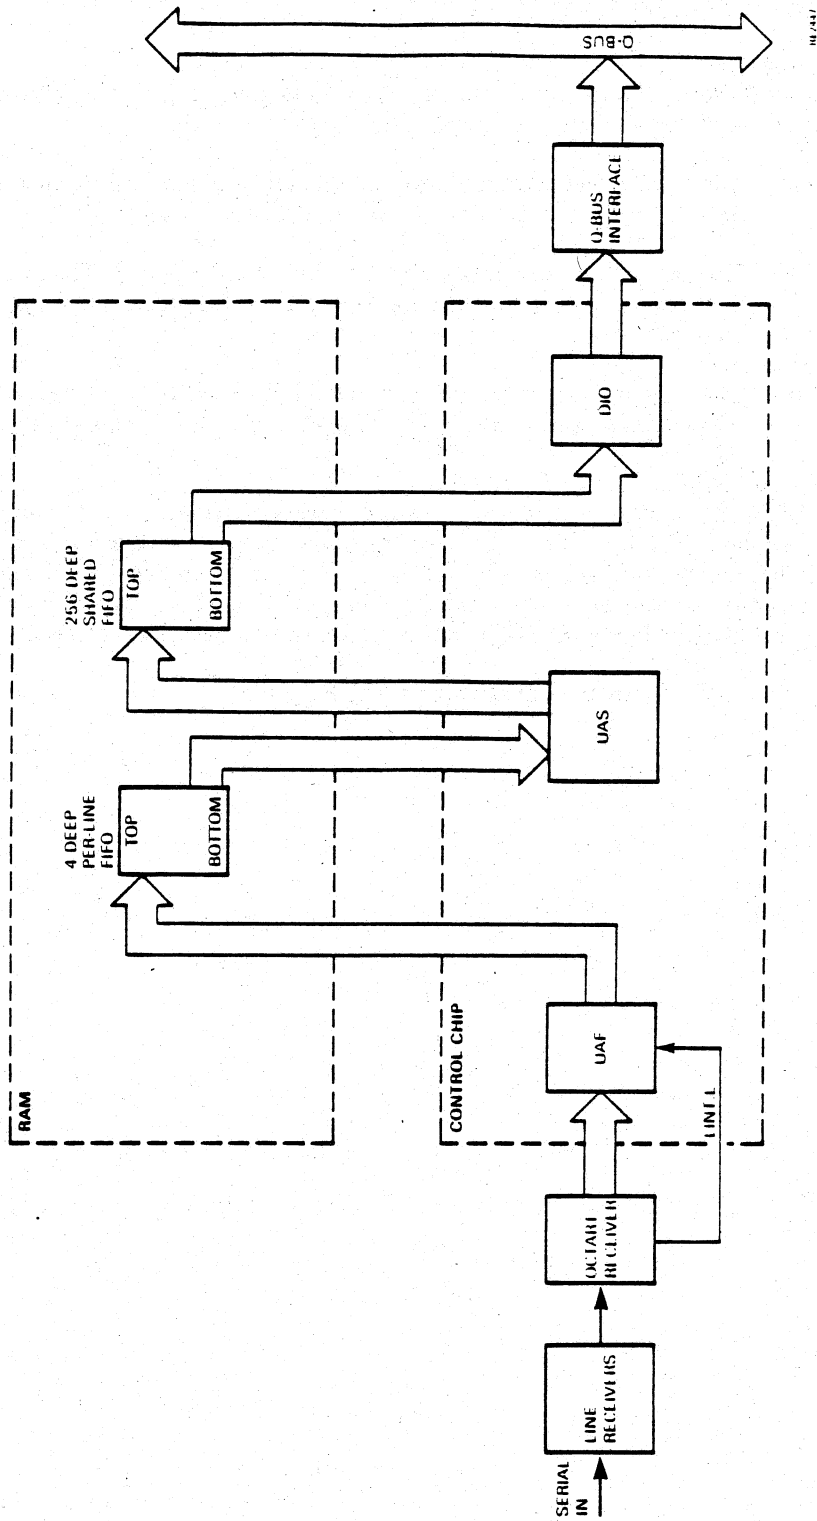 RAM
4 DEEP
PER-LINE
FIFO
TOP
BOTTOM
256 DEEP
SHARED
FIFO
TOP
BOTTOM
CONTROL CHIP
SERIAL
IN
LINE
RECEIVERS
OCTART
RECEIVER
UAF
UAS
DIO
Q-BUS
INTERFACE
Q-BUS